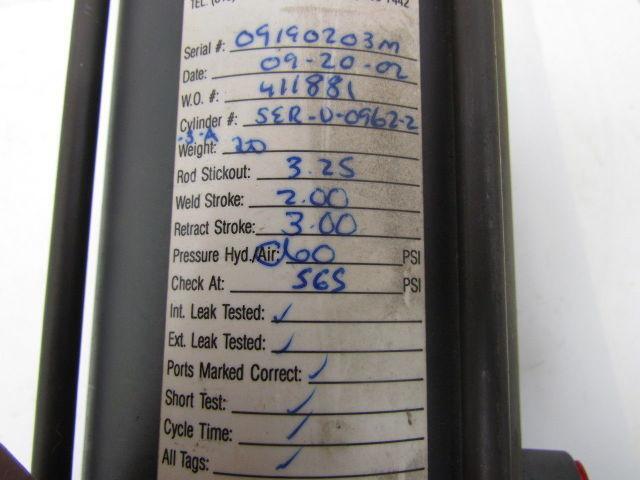 Serial #: 09190203M
Date: 09-20-02
W.O. #: 411881
Cylinder #: SER-U-0962-2
-S-A
Weight: 20
Rod Stickout: 3.25
Weld Stroke: 2.00
Retract Stroke: 3.00
Pressure Hyd./Air: 60 PSI
Check At: 565 PSI
Int. Leak Tested: ✓
Ext. Leak Tested: ✓
Ports Marked Correct: ✓
Short Test: ✓
Cycle Time: ✓
All Tags: ✓